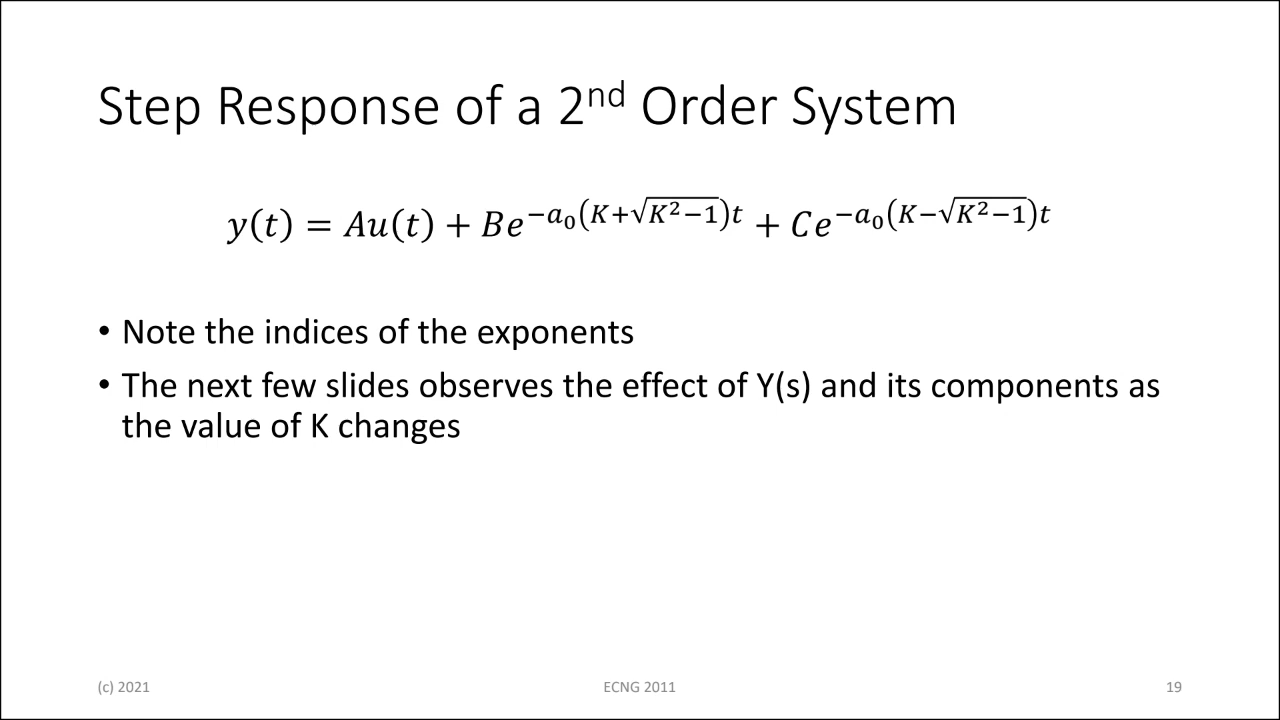 Step Response of a 2ⁿᵈ Order System
𝑦(𝑡) = 𝐴𝑢(𝑡) + 𝐵𝑒^{−𝑎₀(𝐾+√(𝐾²−1))𝑡} + 𝐶𝑒^{−𝑎₀(𝐾−√(𝐾²−1))𝑡}
• Note the indices of the exponents
• The next few slides observes the effect of Y(s) and its components as
the value of K changes
(c) 2021
ECNG 2011
19